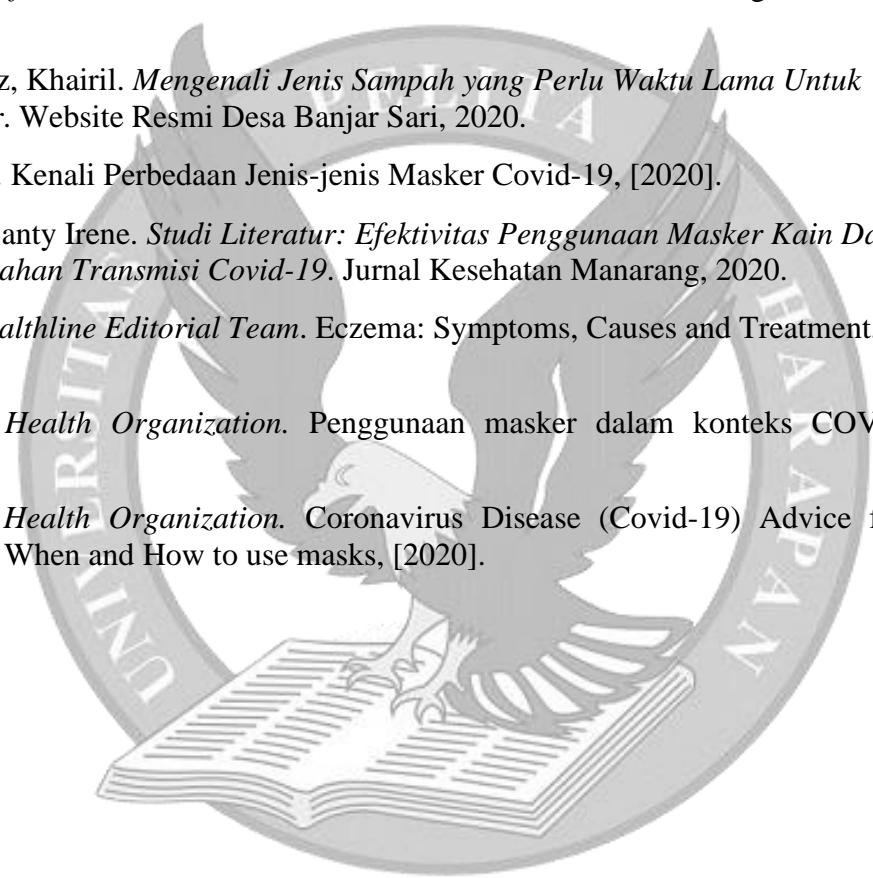 z, Khairil. Mengenali Jenis Sampah yang Perlu Waktu Lama Untuk
r. Website Resmi Desa Banjar Sari, 2020.
Kenali Perbedaan Jenis-jenis Masker Covid-19, [2020].
anty Irene. Studi Literatur: Efektivitas Penggunaan Masker Kain Da
ahan Transmisi Covid-19. Jurnal Kesehatan Manarang, 2020.
althline Editorial Team. Eczema: Symptoms, Causes and Treatment
Health Organization. Penggunaan masker dalam konteks COV
Health Organization. Coronavirus Disease (Covid-19) Advice f
When and How to use masks, [2020].
UNIVERSITAS PELITA HARAPAN